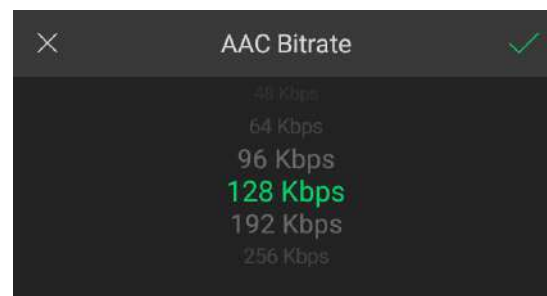 AAC Bitrate
48 Kbps
64 Kbps
96 Kbps
128 Kbps
192 Kbps
256 Kbps